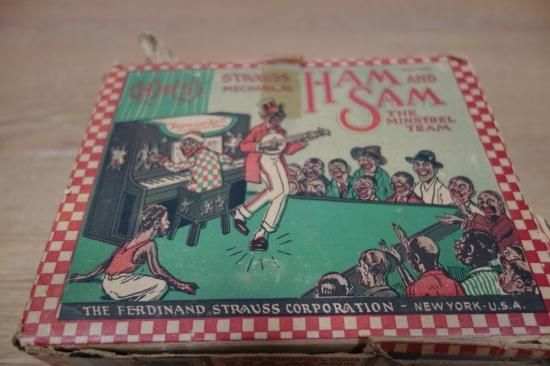 STRAUSS
MECHANICAL
HAM AND
SAM
THE
MINSTREL
TEAM
THE FERDINAND STRAUSS CORPORATION - NEW YORK-U.S.A.